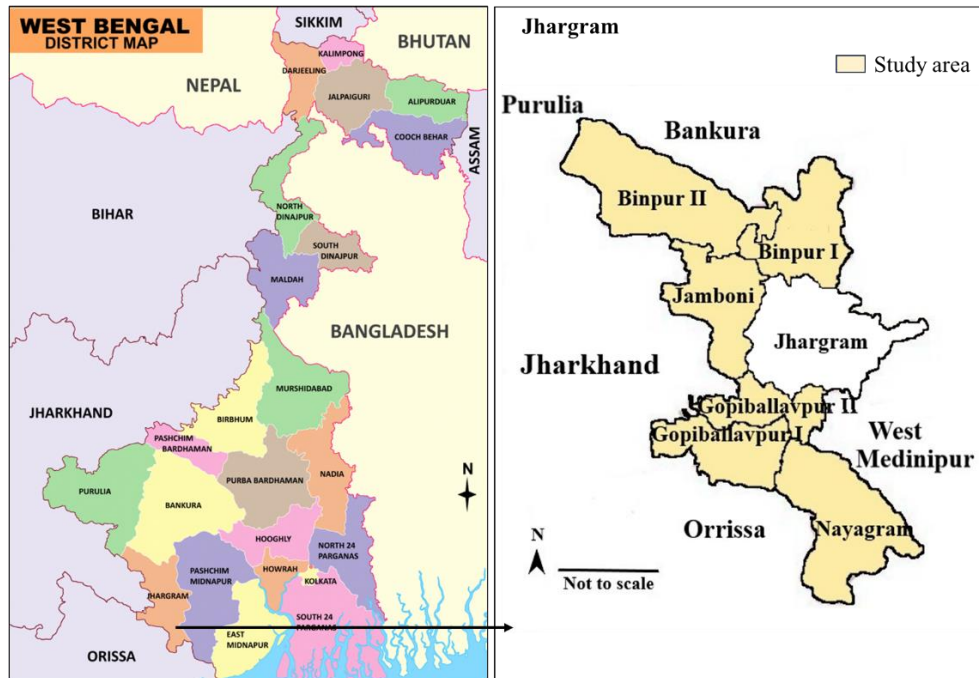 WEST BENGAL
DISTRICT MAP
SIKKIM
BHUTAN
KALIMPONG
DARJEELING
NEPAL
JALPAIGURI
ALIPURDUAR
COOCH BEHAR
ASSAM
BIHAR
NORTH
DINAJPUR
SOUTH
DINAJPUR
MALDAH
BANGLADESH
MURSHIDABAD
JHARKHAND
BIRBHUM
PASHCHIM
BARDHAMAN
NADIA
PURULIA
PURBA BARDHAMAN
BANKURA
N
HOOGHLY
NORTH 24
PARGANAS
PASHCHIM
MIDNAPUR
HOWRAH
KOLKATA
JHARGRAM
SOUTH 24
PARGANAS
EAST
MIDNAPUR
ORISSA
Jhargram
Study area
Purulia
Bankura
Binpur II
Binpur I
Jamboni
Jhargram
Jharkhand
Gopiballavpur II
Gopiballavpur I
West
Medinipur
Orrissa
Nayagram
N
Not to scale